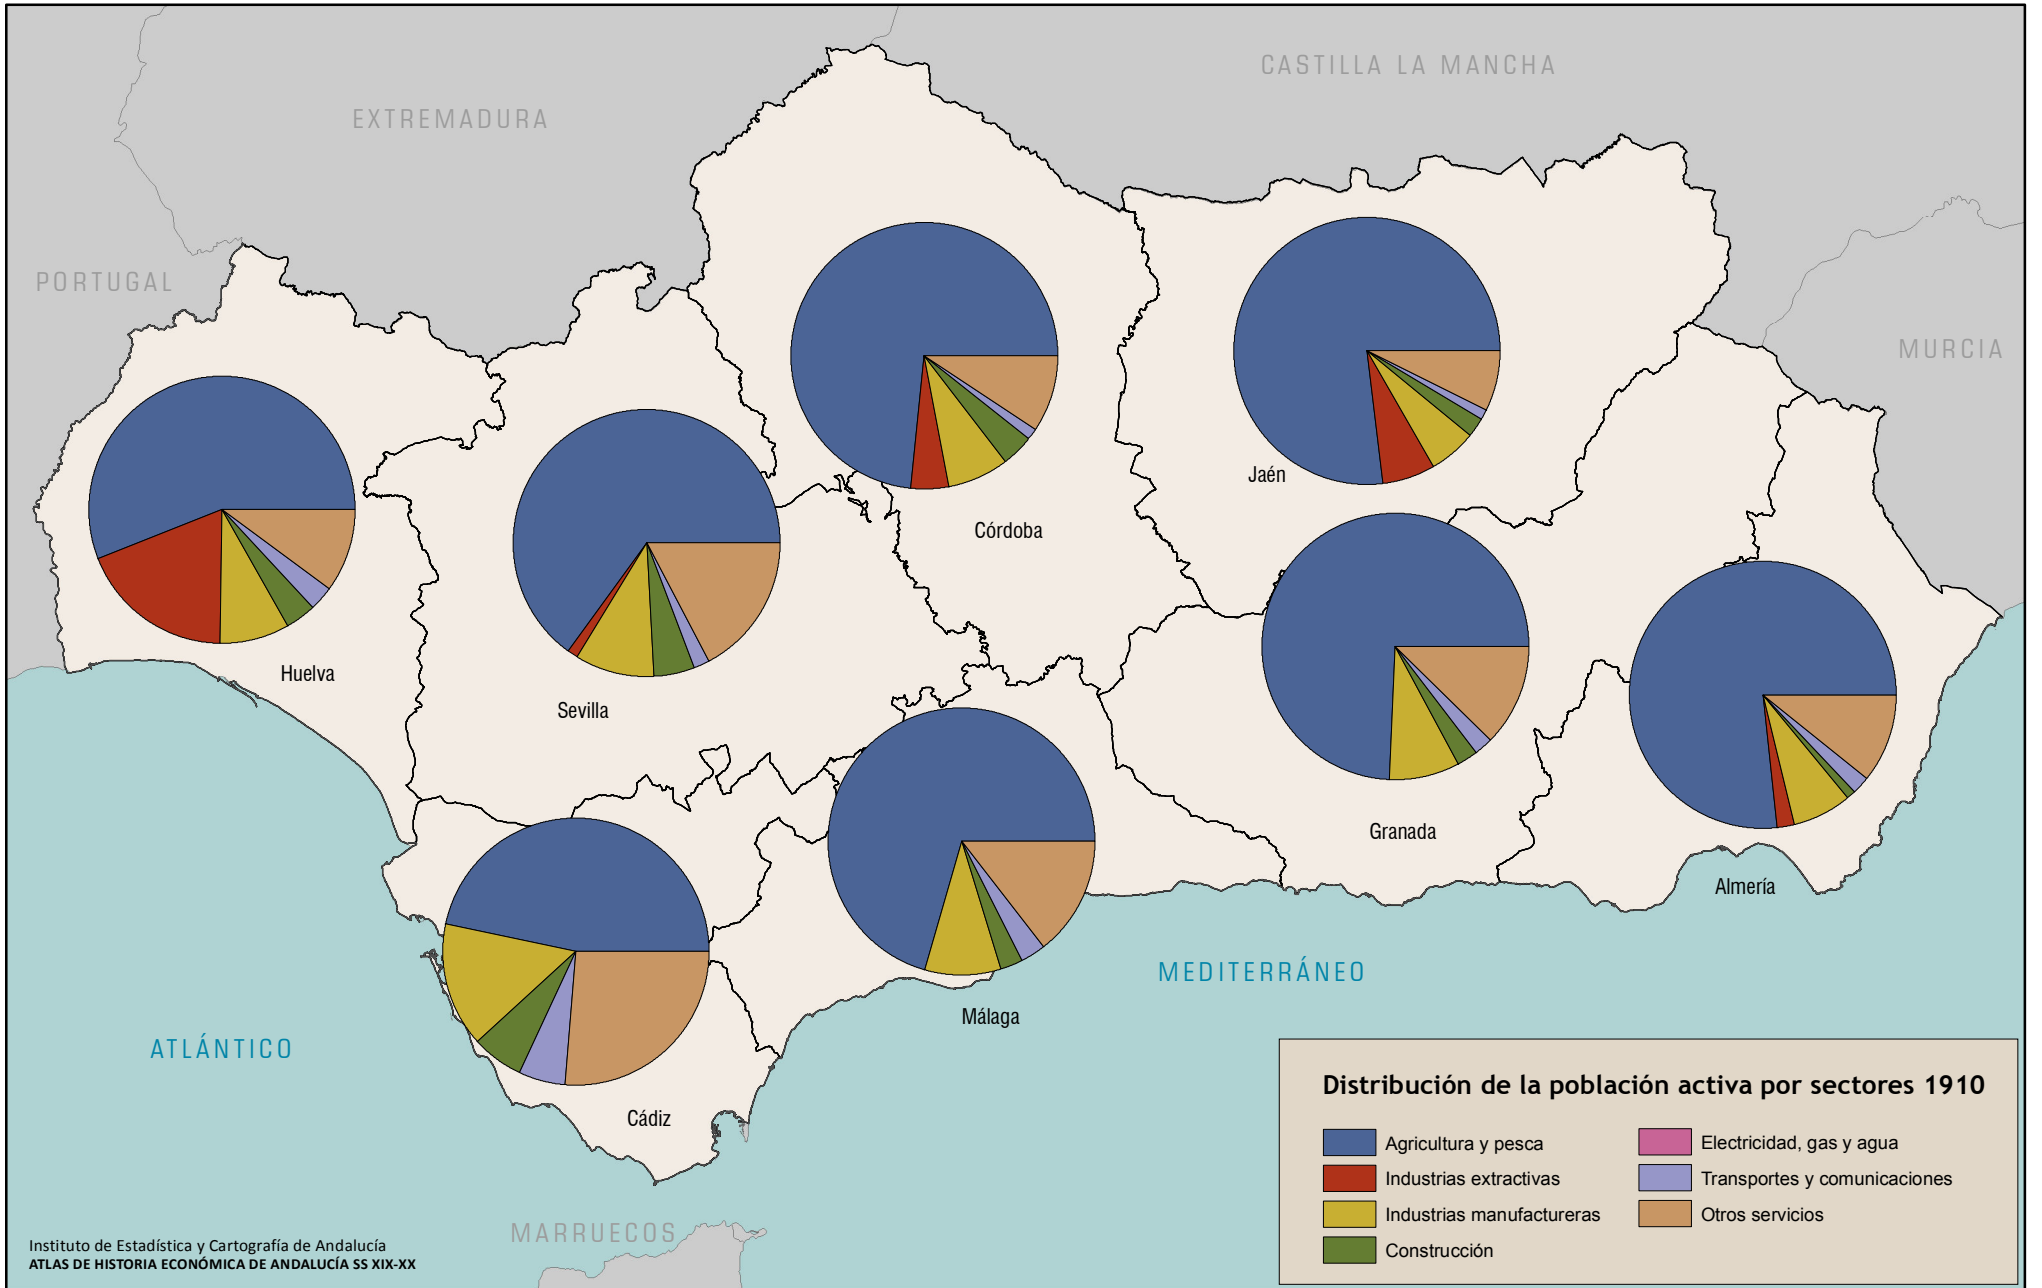 CASTILLA LA MANCHA
EXTREMADURA
PORTUGAL
MURCIA
Jaén
Córdoba
Huelva
Sevilla
Granada
Almería
MEDITERRÁNEO
Málaga
ATLÁNTICO
Cádiz
MARRUECOS
Distribución de la población activa por sectores 1910
Agricultura y pesca
Industrias extractivas
Industrias manufactureras
Construcción
Electricidad, gas y agua
Transportes y comunicaciones
Otros servicios
Instituto de Estadística y Cartografía de Andalucía
ATLAS DE HISTORIA ECONÓMICA DE ANDALUCÍA SS XIX-XX